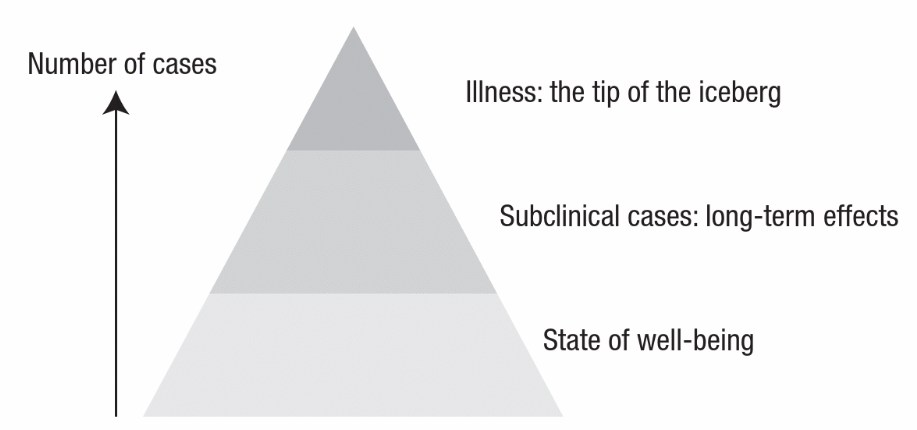 Number of cases
Illness: the tip of the iceberg
Subclinical cases: long-term effects
State of well-being